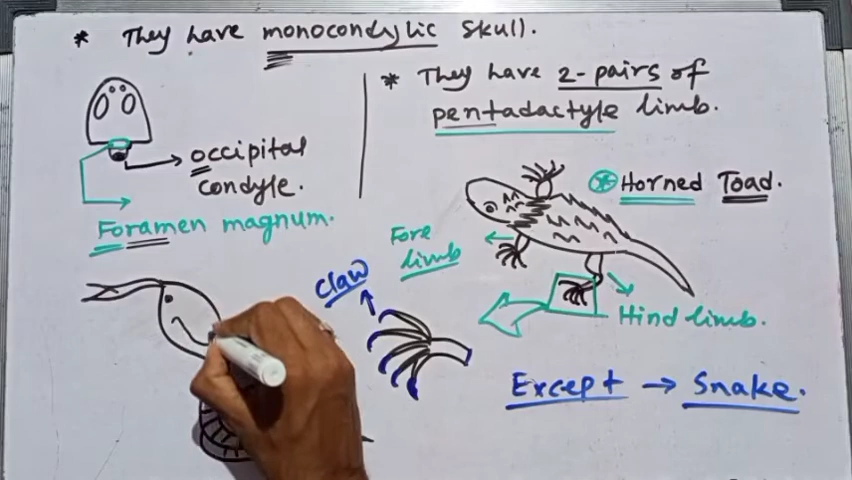 * They have monocondylic skull.
occipital
condyle.
Foramen magnum.
* They have 2-pairs of
pentadactyle limb.
* Horned Toad.
Fore
limb
Claw
Hind limb.
Except → Snake.